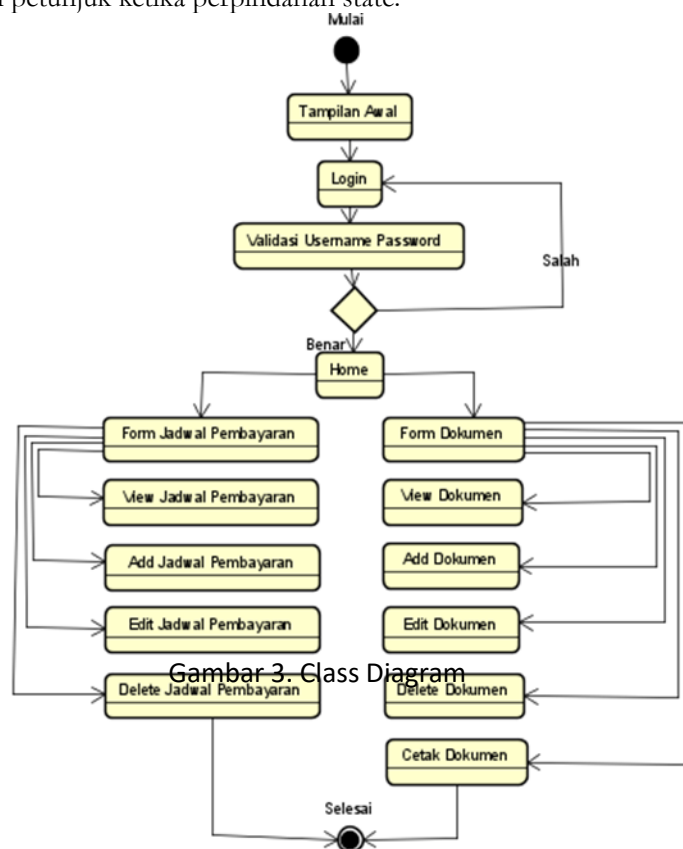 petunjuk ketika perpindahan state.
Mulai
Tampilan Awal
Login
Validasi Username Password
Salah
Benar
Home
Form Jadwal Pembayaran
Form Dokumen
View Jadwal Pembayaran
View Dokumen
Add Jadwal Pembayaran
Add Dokumen
Edit Jadwal Pembayaran
Edit Dokumen
Gambar 3. Class Diagram
Delete Jadwal Pembayaran
Delete Dokumen
Cetak Dokumen
Selesai